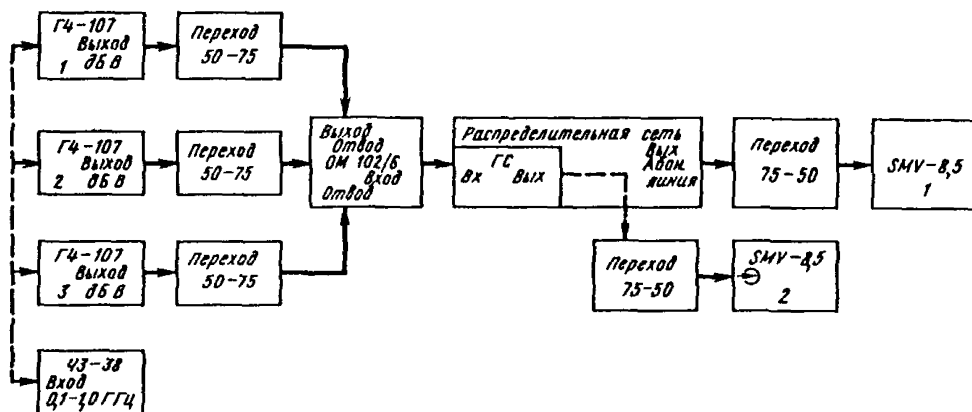 Г4-107
Выход
1 дБ В
Переход
50-75
Г4-107
Выход
2 дБ В
Переход
50-75
Г4-107
Выход
3 дБ В
Переход
50-75
ЧЗ-38
Вход
0,1-1,0 ГГц
Выход
Отвод
ОМ 102/6
Вход
Отвод
Распределительная сеть
ГС
Вх Вых
Вых
Абон.
линия
Переход
75-50
SMV-8,5
1
Переход
75-50
SMV-8,5
2